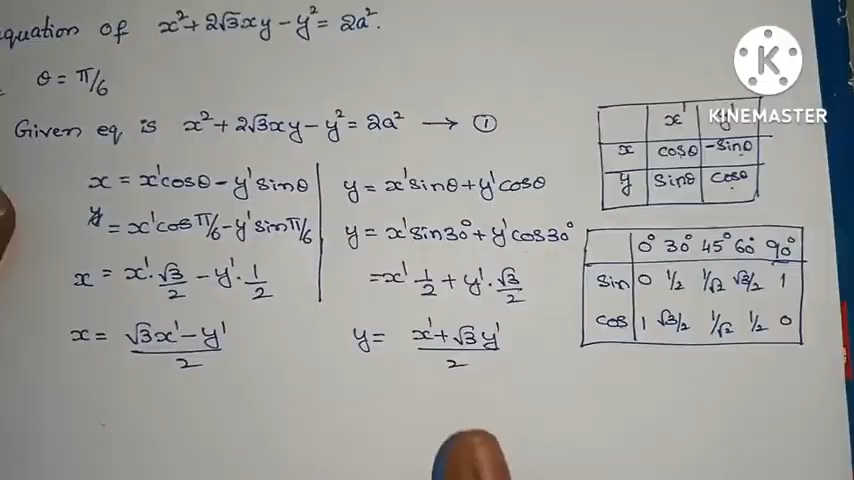 equation of x²+2√3xy-y²=2a².
θ=π/6
Given eq is x²+2√3xy-y²=2a² → ①
x = x'cosθ-y'sinθ
= x'cosπ/6-y'sinπ/6
x = x'·√3/2 - y'·1/2
x = √3x'-y'/2
y = x'sinθ+y'cosθ
y = x'sin30°+y'cos30°
= x' 1/2 + y'·√3/2
y = x'+√3y'/2
K
KINEMASTER
x' y'
x cosθ -sinθ
y sinθ cosθ
0° 30° 45° 60° 90°
sin 0 1/2 1/√2 √3/2 1
cos 1 √3/2 1/√2 1/2 0